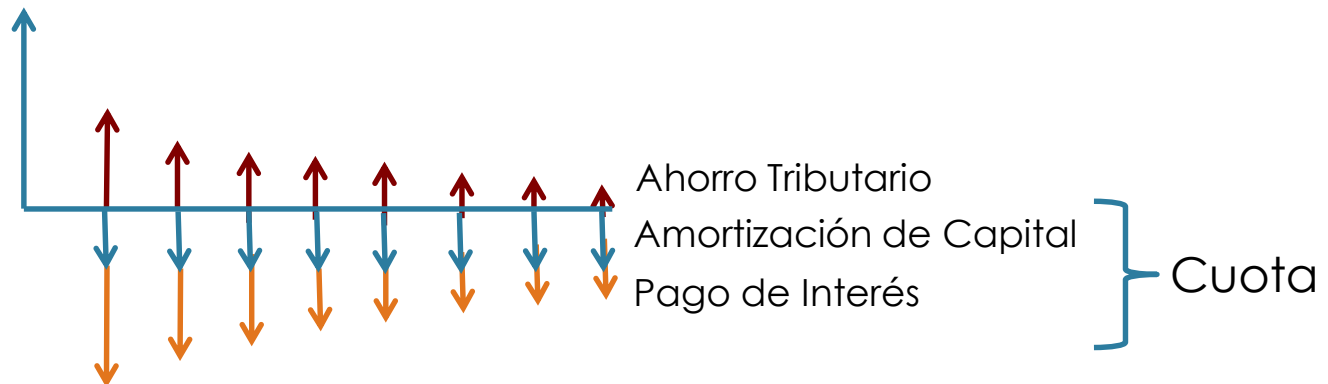 Ahorro Tributario
Amortización de Capital
Pago de Interés
Cuota